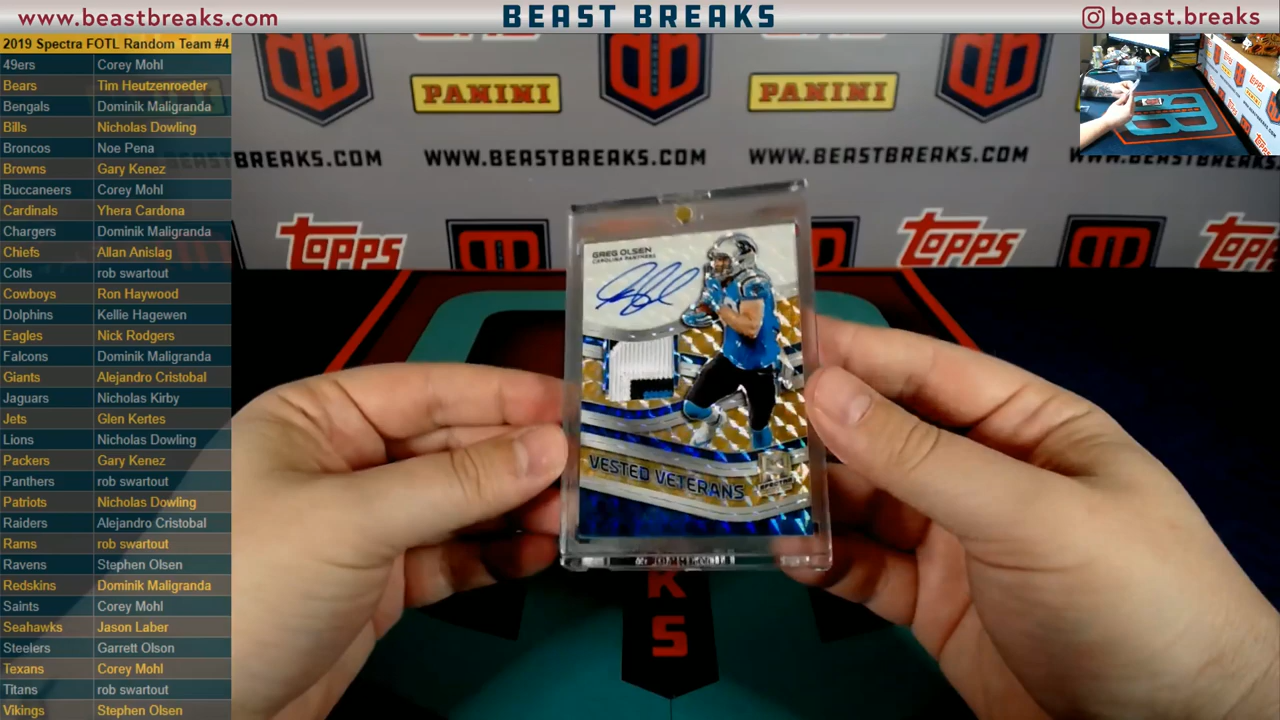 www.beastbreaks.com
BEAST BREAKS
beast.breaks
2019 Spectra FOTL Random Team #4
49ers Corey Mohl
Bears Tim Heutzenroeder
Bengals Dominik Maligranda
Bills Nicholas Dowling
Broncos Noe Pena
Browns Gary Kenez
Buccaneers Corey Mohl
Cardinals Yhera Cardona
Chargers Dominik Maligranda
Chiefs Allan Anislag
Colts rob swartout
Cowboys Ron Haywood
Dolphins Kellie Hagewen
Eagles Nick Rodgers
Falcons Dominik Maligranda
Giants Alejandro Cristobal
Jaguars Nicholas Kirby
Jets Glen Kertes
Lions Nicholas Dowling
Packers Gary Kenez
Panthers rob swartout
Patriots Nicholas Dowling
Raiders Alejandro Cristobal
Rams rob swartout
Ravens Stephen Olsen
Redskins Dominik Maligranda
Saints Corey Mohl
Seahawks Jason Laber
Steelers Garrett Olson
Texans Corey Mohl
Titans rob swartout
Vikings Stephen Olsen
PANINI PANINI
BREAKS.COM WWW.BEASTBREAKS.COM WWW.BEASTBREAKS.COM
TOPPS TOPPS
TOPPS
GREG OLSEN
CAROLINA PANTHERS
VESTED VETERANS
SPECTRA
K
S